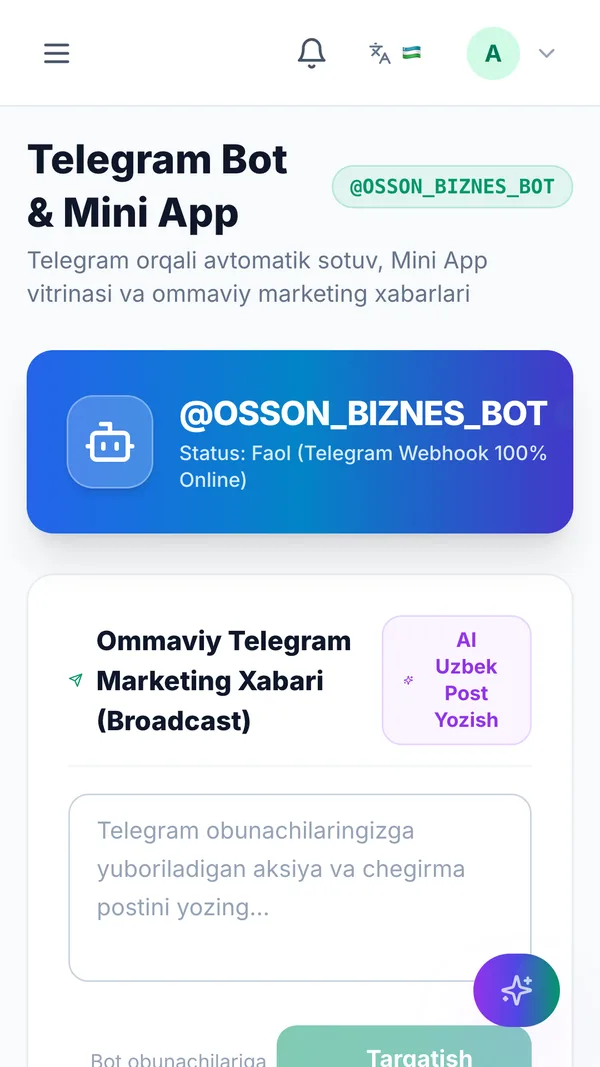 A
Telegram Bot
& Mini App
@OSSON_BIZNES_BOT
Telegram orqali avtomatik sotuv, Mini App
vitrinasi va ommaviy marketing xabarlari
@OSSON_BIZNES_BOT
Status: Faol (Telegram Webhook 100%
Online)
Ommaviy Telegram
Marketing Xabari
(Broadcast)
AI
Uzbek
Post
Yozish
Telegram obunachilaringizga
yuboriladigan aksiya va chegirma
postini yozing...
Bot obunachilariga
Tarqatish